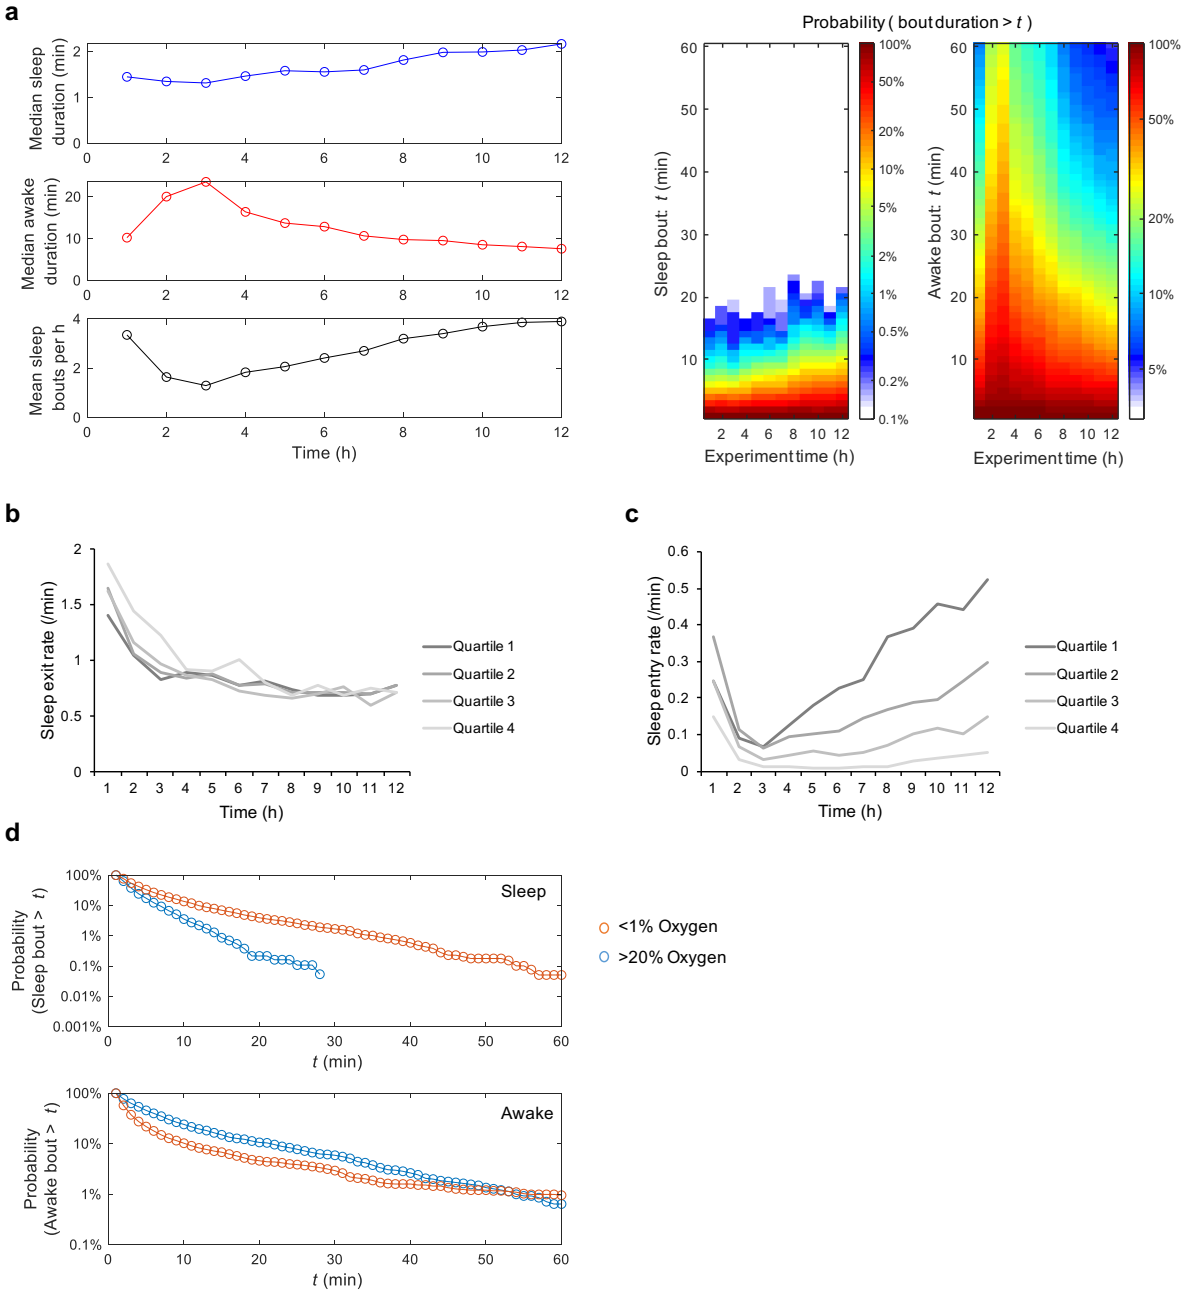 a
Median sleep
duration (min)
2
1
0
0 2 4 6 8 10 12
Median awake
duration (min)
20
10
0
0 2 4 6 8 10 12
Mean sleep
bouts per h
4
2
0
0 2 4 6 8 10 12
Time (h)
Probability ( bout duration > t )
Sleep bout: t (min)
60
50
40
30
20
10
2 4 6 8 10 12
Experiment time (h)
100%
50%
20%
10%
5%
2%
1%
0.5%
0.2%
0.1%
Awake bout: t (min)
60
50
40
30
20
10
2 4 6 8 10 12
Experiment time (h)
100%
50%
20%
10%
5%
b
Sleep exit rate (/min)
2
1.5
1
0.5
0
1 2 3 4 5 6 7 8 9 10 11 12
Time (h)
Quartile 1
Quartile 2
Quartile 3
Quartile 4
c
Sleep entry rate (/min)
0.6
0.5
0.4
0.3
0.2
0.1
0
1 2 3 4 5 6 7 8 9 10 11 12
Time (h)
Quartile 1
Quartile 2
Quartile 3
Quartile 4
d
Probability
(Sleep bout > t)
100%
10%
1%
0.1%
0.01%
0.001%
Sleep
0 10 20 30 40 50 60
t (min)
<1% Oxygen
>20% Oxygen
Probability
(Awake bout > t)
100%
10%
1%
0.1%
Awake
0 10 20 30 40 50 60
t (min)